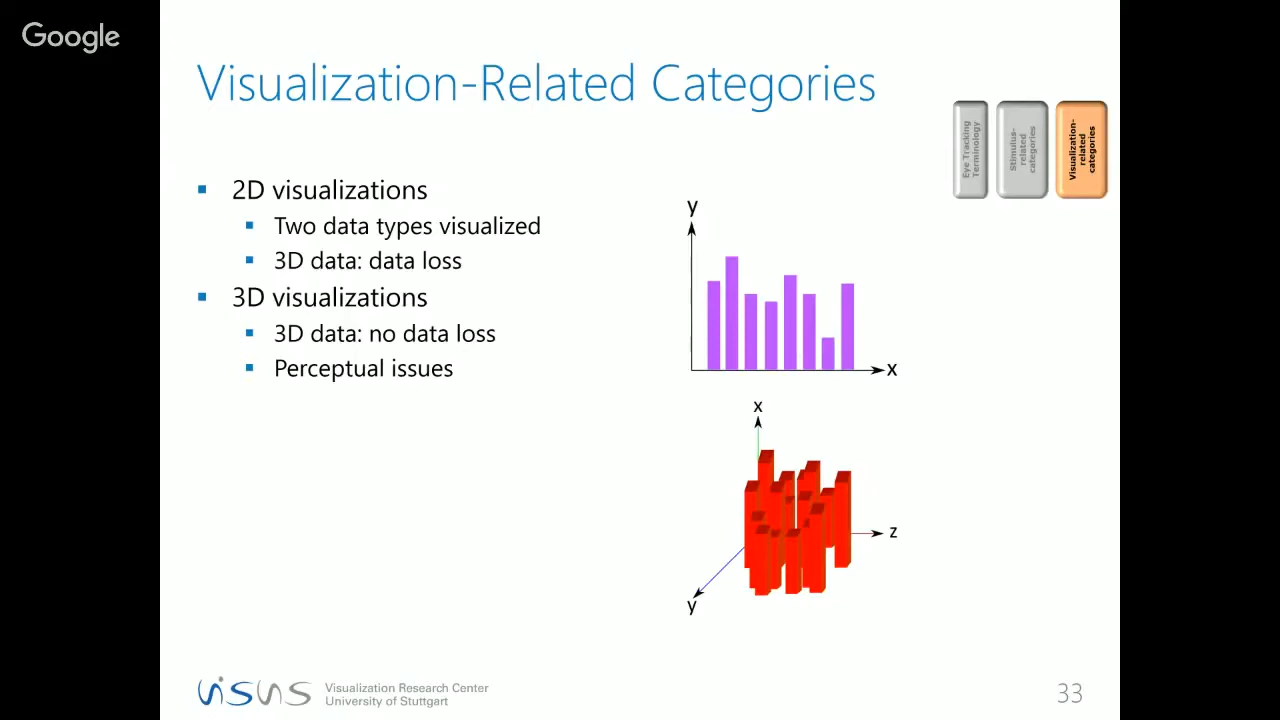 Google
Visualization-Related Categories
Eye Tracking
Terminology
Stimulus-
related
categories
Visualization-
related
categories
2D visualizations
Two data types visualized
3D data: data loss
3D visualizations
3D data: no data loss
Perceptual issues
y
x
x
z
y
VISUS
Visualization Research Center
University of Stuttgart
33